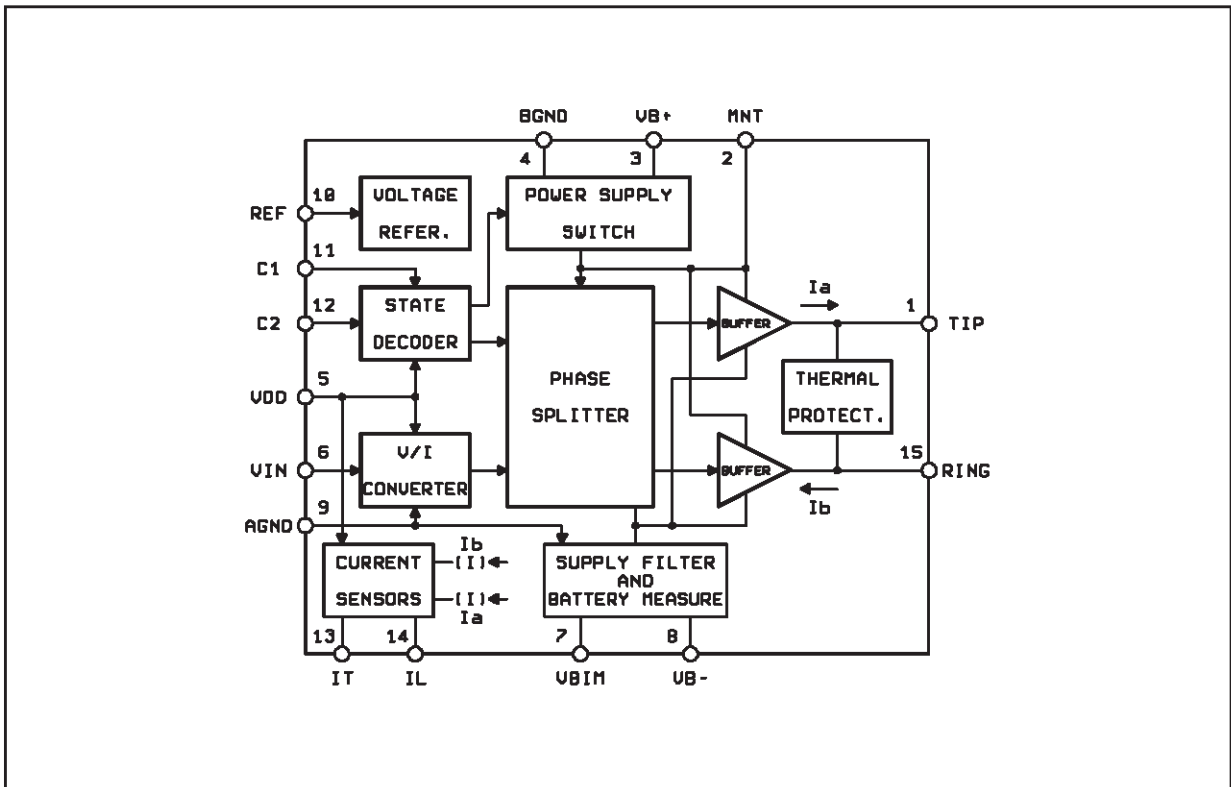 BGND VB+ MNT
4 3 2
10 VOLTAGE POWER SUPPLY
REF REFER. SWITCH
11
C1
12 STATE Ia
C2 DECODER BUFFER 1 TIP
5 PHASE THERMAL
VDD SPLITTER PROTECT.
6 V/I 15
VIN CONVERTER BUFFER RING
9 Ib
AGND
Ib
CURRENT (I) SUPPLY FILTER
AND
SENSORS (I) BATTERY MEASURE
Ia
13 14 7 8
IT IL VBIM VB-